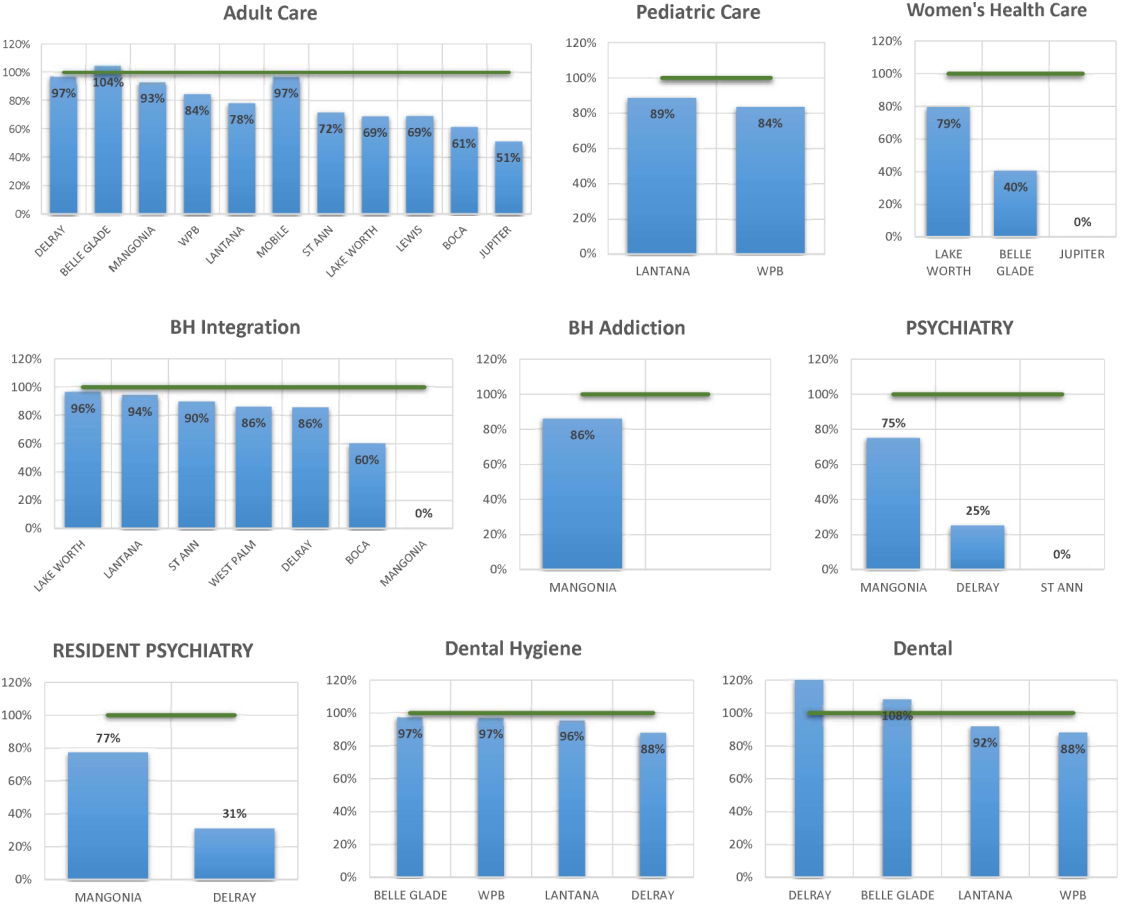 Adult Care
120%
100%
80%
60%
40%
20%
0%
97%
104%
93%
84%
78%
97%
72%
69%
69%
61%
51%
DELRAY
BELLE GLADE
MANGONIA
WPB
LANTANA
MOBILE
ST ANN
LAKE WORTH
LEWIS
BOCA
JUPITER
Pediatric Care
120%
100%
80%
60%
40%
20%
0%
89%
84%
LANTANA
WPB
Women's Health Care
120%
100%
80%
60%
40%
20%
0%
79%
40%
0%
LAKE
WORTH
BELLE
GLADE
JUPITER
BH Integration
120%
100%
80%
60%
40%
20%
0%
96%
94%
90%
86%
86%
60%
0%
LAKE WORTH
LANTANA
ST ANN
WEST PALM
DELRAY
BOCA
MANGONIA
BH Addiction
120%
100%
80%
60%
40%
20%
0%
86%
MANGONIA
PSYCHIATRY
120%
100%
80%
60%
40%
20%
0%
75%
25%
0%
MANGONIA
DELRAY
ST ANN
RESIDENT PSYCHIATRY
120%
100%
80%
60%
40%
20%
0%
77%
31%
MANGONIA
DELRAY
Dental Hygiene
120%
100%
80%
60%
40%
20%
0%
97%
97%
96%
88%
BELLE GLADE
WPB
LANTANA
DELRAY
Dental
120%
100%
80%
60%
40%
20%
0%
108%
92%
88%
DELRAY
BELLE GLADE
LANTANA
WPB